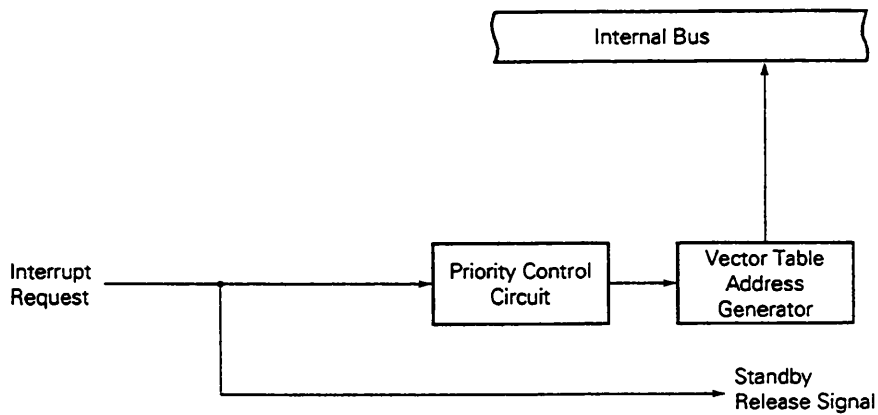 Internal Bus
Interrupt
Request
Priority Control
Circuit
Vector Table
Address
Generator
Standby
Release Signal